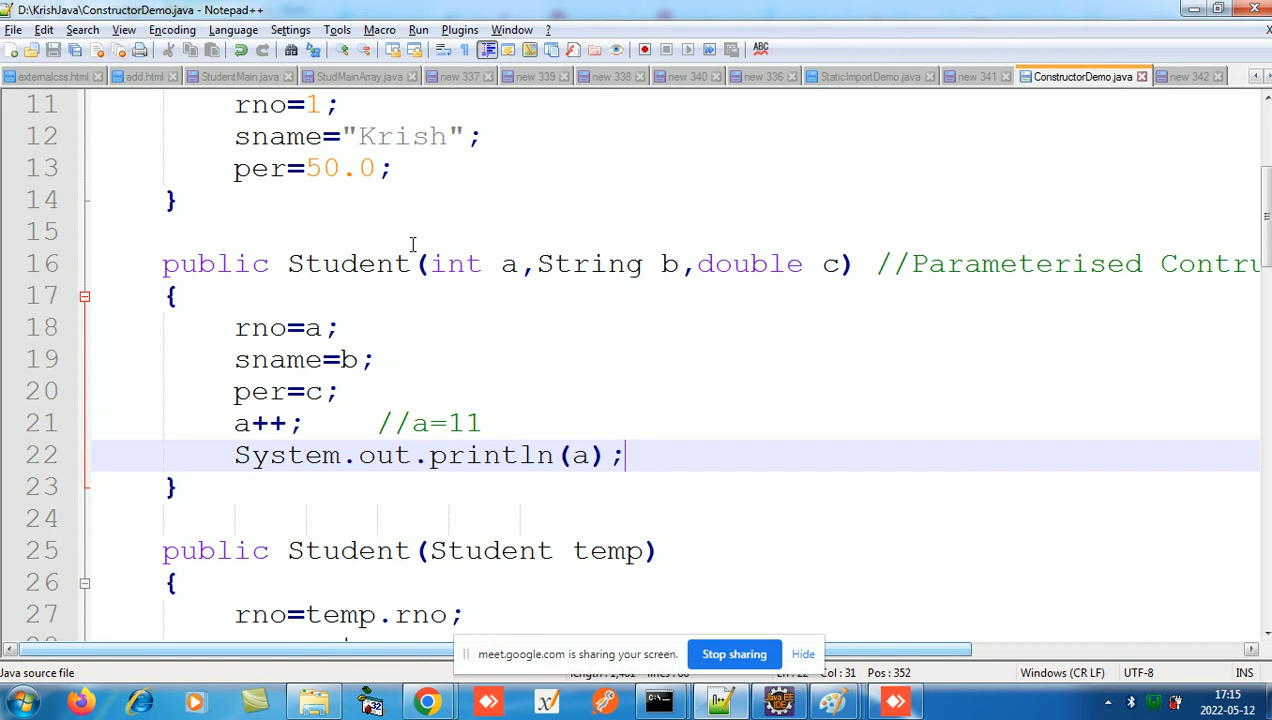 D:\KrishJava\ConstructorDemo.java - Notepad++
File Edit Search View Encoding Language Settings Tools Macro Run Plugins Window ? X
externalcss.html add.html StudentMain.java StudMainArray.java new 337 new 339 new 338 new 340 new 336 StaticImportDemo.java new 341 ConstructorDemo.java new 342
11 rno=1;
12 sname="Krish";
13 per=50.0;
14 }
15
16 public Student(int a,String b,double c) //Parameterised Contru
17 {
18 rno=a;
19 sname=b;
20 per=c;
21 a++; //a=11
22 System.out.println(a);
23 }
24
25 public Student(Student temp)
26 {
27 rno=temp.rno;
meet.google.com is sharing your screen. Stop sharing Hide
Java source file Col : 31 Pos : 352 Windows (CR LF) UTF-8 INS
17:15
2022-05-12